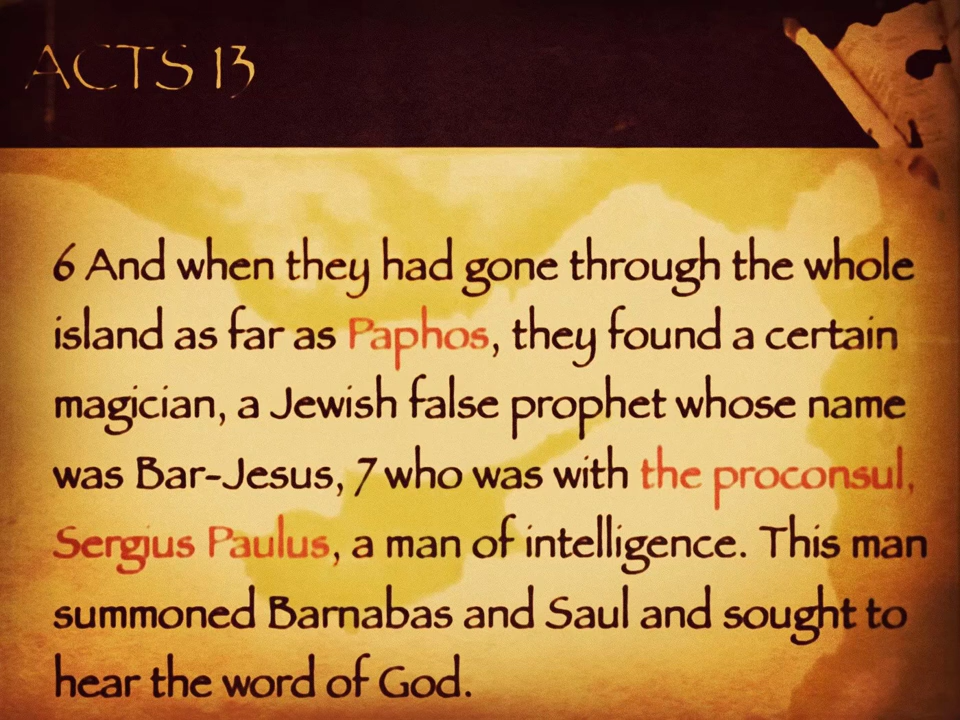 ACTS 13
6 And when they had gone through the whole
island as far as Paphos, they found a certain
magician, a Jewish false prophet whose name
was Bar-Jesus, 7 who was with the proconsul,
Sergius Paulus, a man of intelligence. This man
summoned Barnabas and Saul and sought to
hear the word of God.